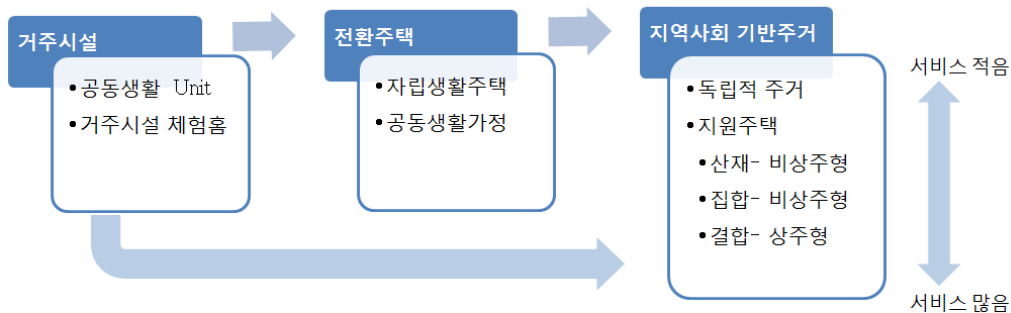 거주시설
• 공동생활 Unit
• 거주시설 체험홈
전환주택
• 자립생활주택
• 공동생활가정
지역사회 기반주거
• 독립적 주거
• 지원주택
• 산재- 비상주형
• 집합- 비상주형
• 결합- 상주형
서비스 적음
서비스 많음